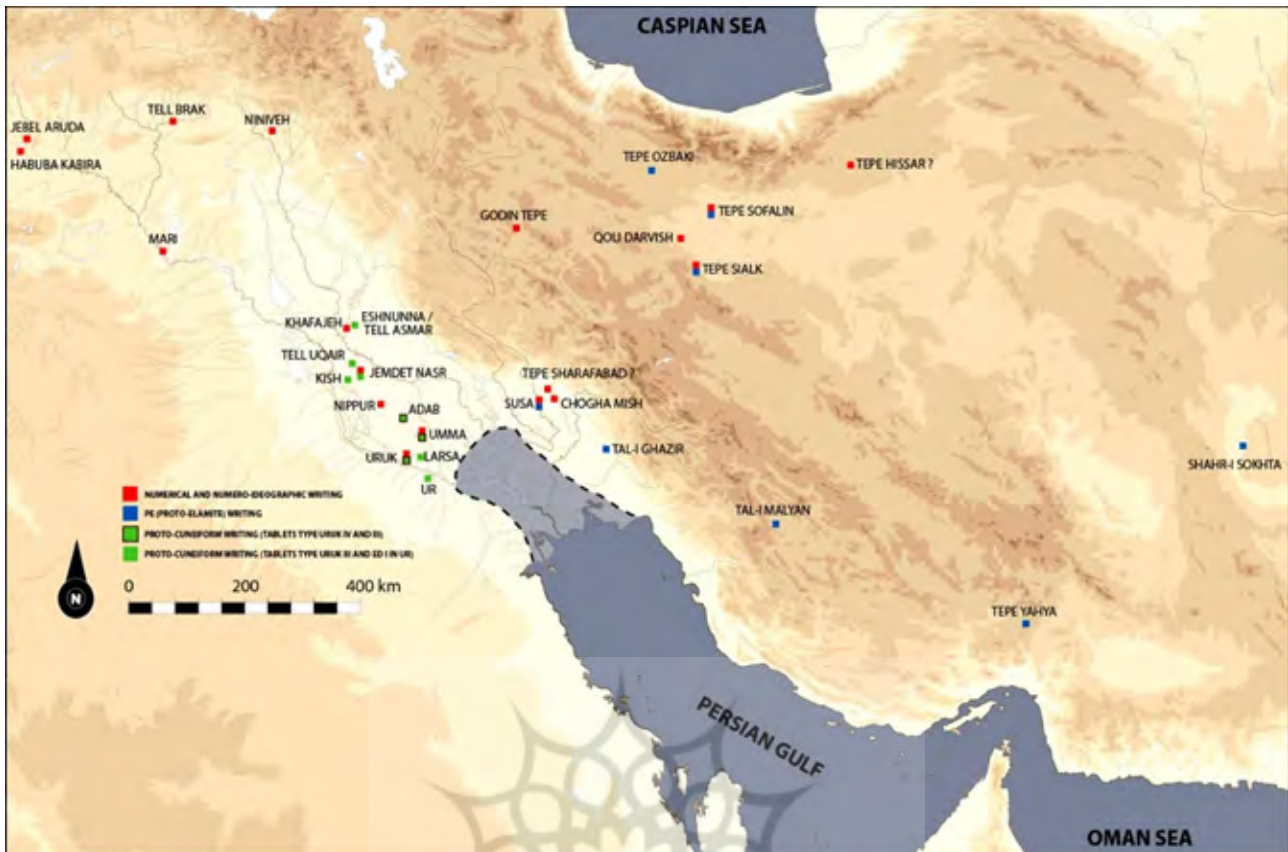 CASPIAN SEA
TELL BRAK
NINIVEH
JEBEL ARUDA
HABUBA KABIRA
TEPE OZBAKI
TEPE HISSAR ?
TEPE SOFALIN
GODIN TEPE
QOLI DARVISH
MARI
TEPE SIALK
KHAFAJEH
ESHNUNNA /
TELL ASMAR
TELL UQAIR
KISH
JEMDET NASR
TEPE SHARAFABAD ?
NIPPUR
ADAB
SUSA
CHOGHA MISH
UMMA
URUK
LARSA
TAL-I GHAZIR
SHAHR-I SOKHTA
UR
NUMERICAL AND NUMERO-IDEOGRAPHIC WRITING
PE (PROTO-ELAMITE) WRITING
PROTO-CUNEIFORM WRITING (TABLETS TYPE URUK IV AND III)
PROTO-CUNEIFORM WRITING (TABLETS TYPE URUK III AND ED I IN UR)
TAL-I MALYAN
0 200 400 km
N
TEPE YAHYA
PERSIAN GULF
OMAN SEA